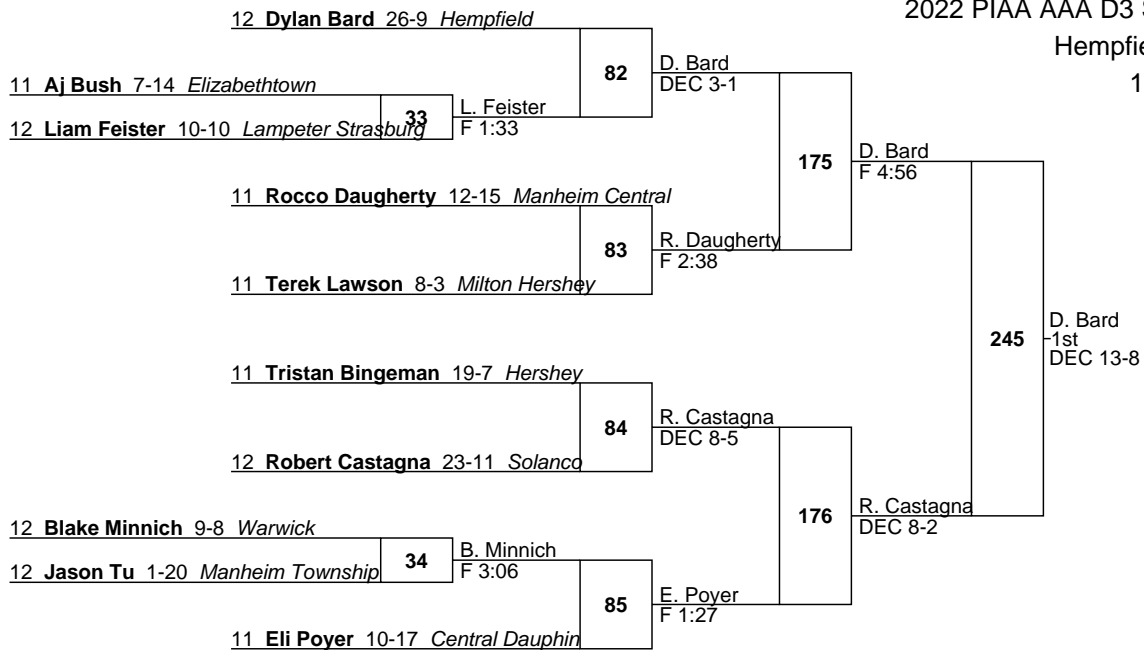 2022 PIAA AAA D3
Hempfie
1
12 Dylan Bard 26-9 Hempfield
82
D. Bard
DEC 3-1
11 Aj Bush 7-14 Elizabethtown
33
L. Feister
F 1:33
12 Liam Feister 10-10 Lampeter Strasburg
175
D. Bard
F 4:56
11 Rocco Daugherty 12-15 Manheim Central
83
R. Daugherty
F 2:38
11 Terek Lawson 8-3 Milton Hershey
245
D. Bard
1st
DEC 13-8
11 Tristan Bingeman 19-7 Hershey
84
R. Castagna
DEC 8-5
12 Robert Castagna 23-11 Solanco
176
R. Castagna
DEC 8-2
12 Blake Minnich 9-8 Warwick
34
B. Minnich
F 3:06
12 Jason Tu 1-20 Manheim Township
85
E. Poyer
F 1:27
11 Eli Poyer 10-17 Central Dauphin